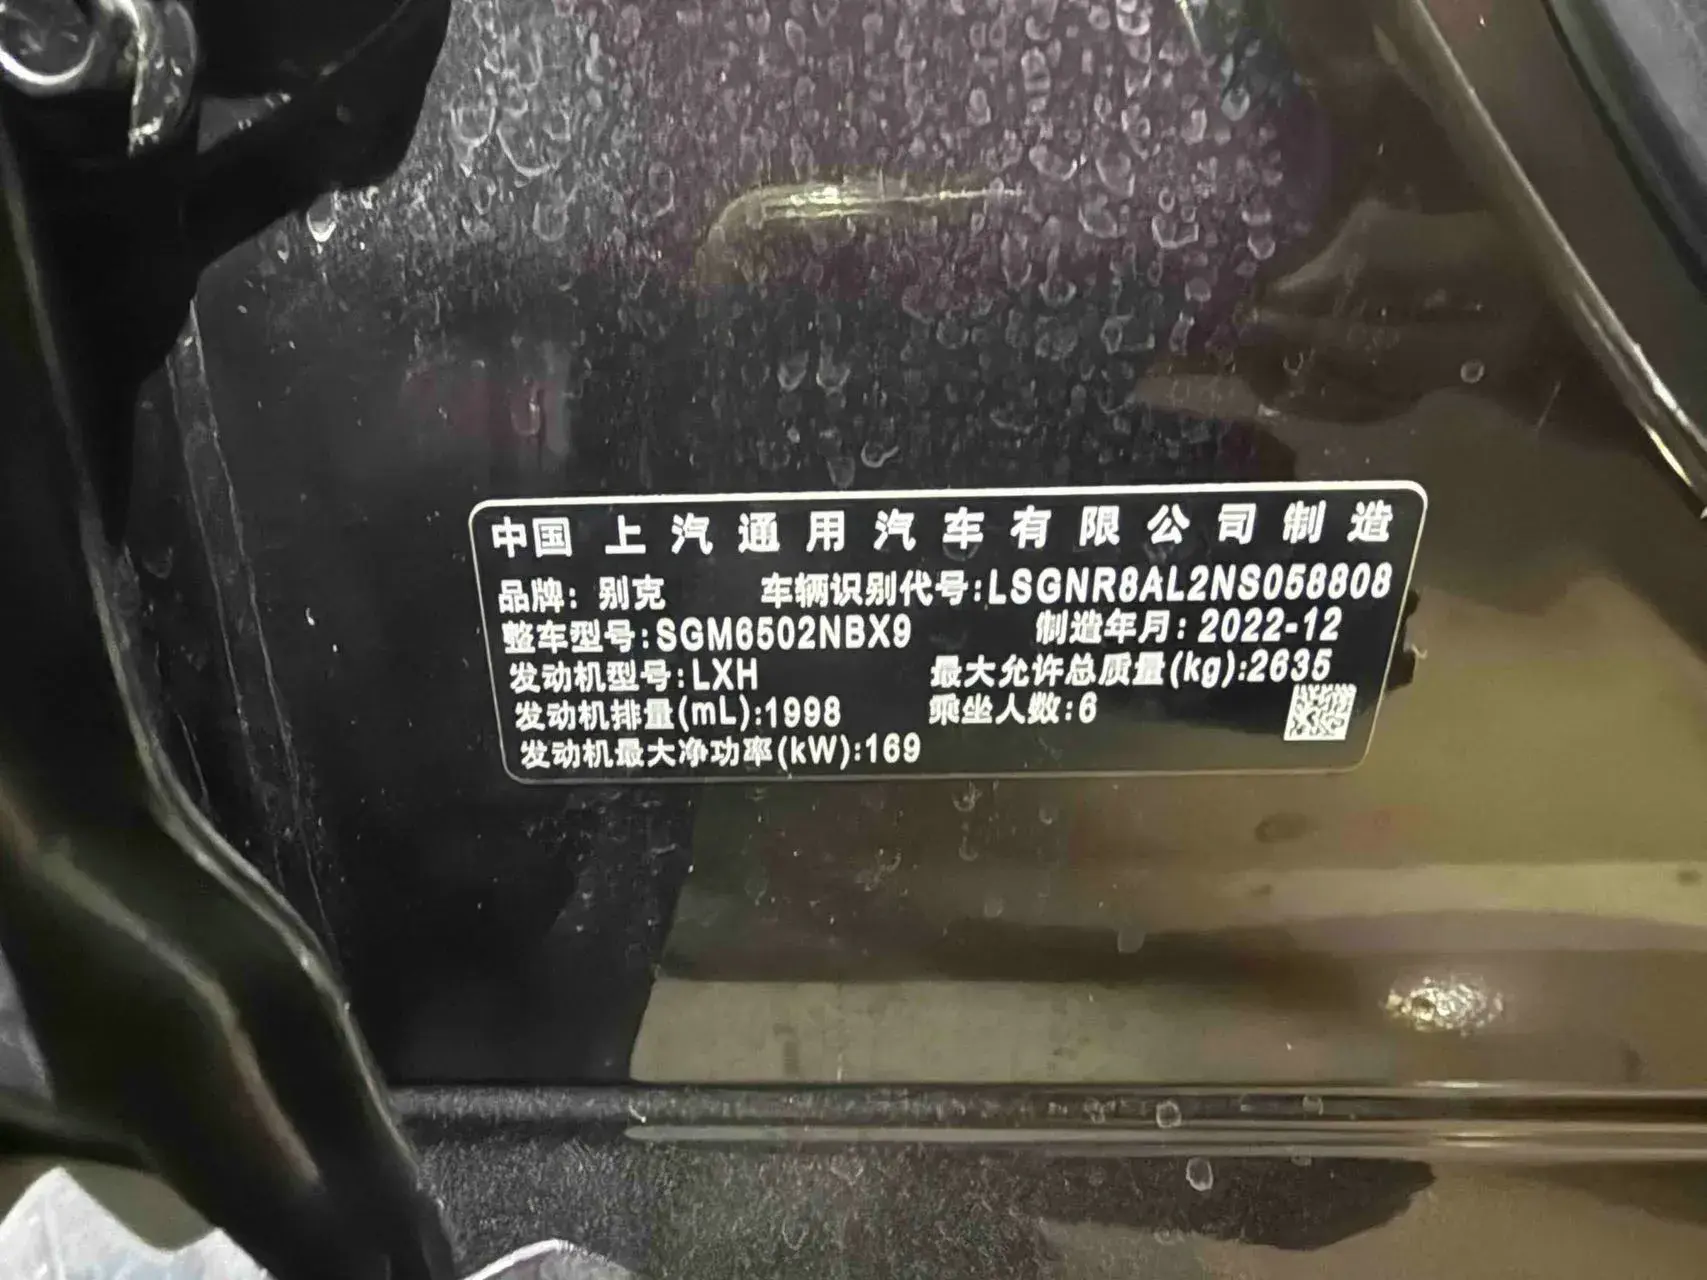 中国 上汽通用汽车有限公司制造
品牌：别克 车辆识别代号:LSGNR8AL2NS058808
整车型号:SGM6502NBX9 制造年月：2022-12
发动机型号:LXH 最大允许总质量(kg):2635
发动机排量(mL):1998 乘坐人数:6
发动机最大净功率(kW):169